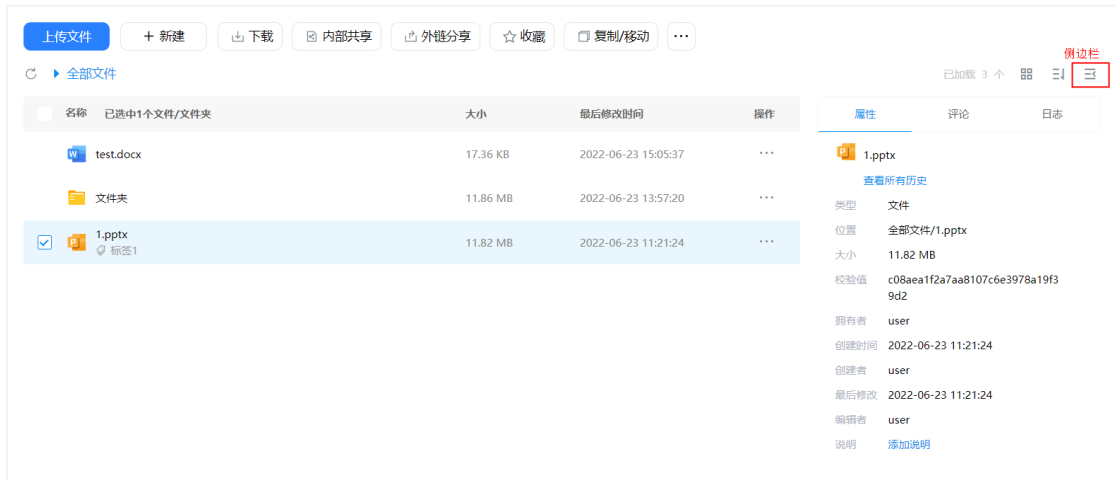 上传文件 + 新建 下载 内部共享 外链分享 收藏 复制/移动 ···
侧边栏
全部文件 已加载 3 个
名称 已选中1个文件/文件夹 大小 最后修改时间 操作
test.docx 17.36 KB 2022-06-23 15:05:37 ···
文件夹 11.86 MB 2022-06-23 13:57:20 ···
1.pptx 11.82 MB 2022-06-23 11:21:24 ···
标签1
属性 评论 日志
1.pptx
查看所有历史
类型 文件
位置 全部文件/1.pptx
大小 11.82 MB
校验值 c08aea1f2a7aa8107c6e3978a19f3
9d2
拥有者 user
创建时间 2022-06-23 11:21:24
创建者 user
最后修改 2022-06-23 11:21:24
编辑者 user
说明 添加说明